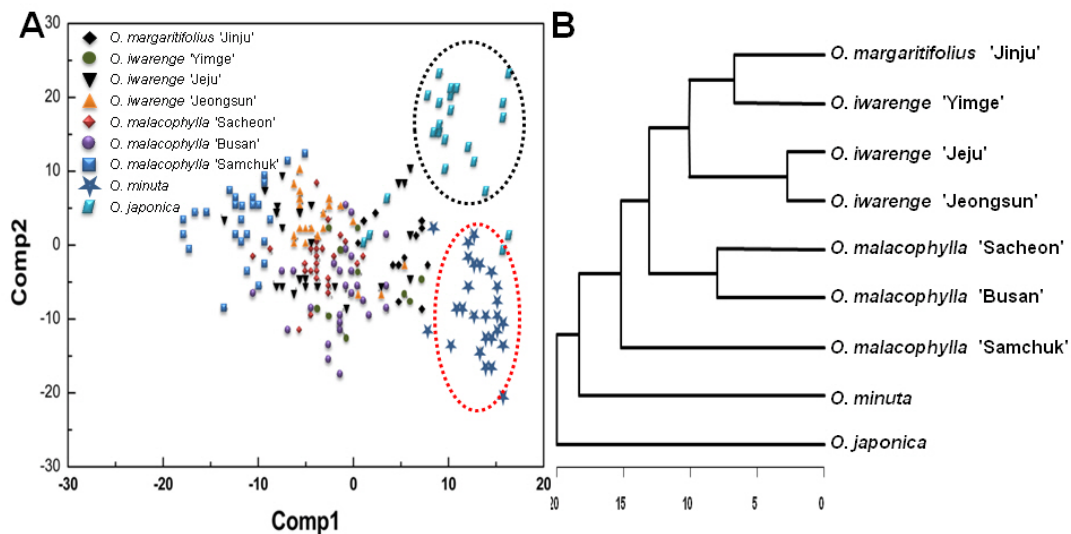 A
O. margaritifolius 'Jinju'
O. iwarenge 'Yimge'
O. iwarenge 'Jeju'
O. iwarenge 'Jeongsun'
O. malacophylla 'Sacheon'
O. malacophylla 'Busan'
O. malacophylla 'Samchuk'
O. minuta
O. japonica
30
20
10
0
-10
-20
-30
Comp2
-30
-20
-10
0
10
20
Comp1
B
O. margaritifolius 'Jinju'
O. iwarenge 'Yimge'
O. iwarenge 'Jeju'
O. iwarenge 'Jeongsun'
O. malacophylla 'Sacheon'
O. malacophylla 'Busan'
O. malacophylla 'Samchuk'
O. minuta
O. japonica
20
15
10
5
0